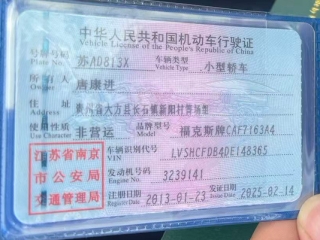 中华人民共和国机动车行驶证
Vehicle License of the People's Republic of China
号牌号码 Plate No. 苏AD813X 车辆类型 Vehicle Type 小型轿车
所有人 Owner 唐康进
住址 Address 贵州省大方县长石镇新阳村营场组
使用性质 Use Character 非营运 品牌型号 Model 福克斯牌CAF7163A4
江苏省南京市公安局交通管理局
车辆识别代号 VIN LVSHCFDB4DE148365
发动机号码 Engine No. 3239141
注册日期 Register Date 2013-01-23 发证日期 Issue Date 2025-02-14